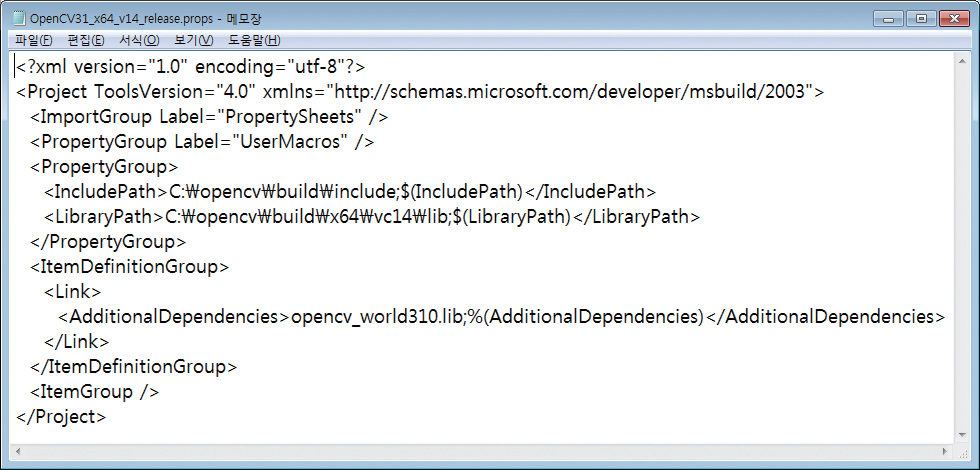 OpenCV31_x64_v14_release.props - 메모장
파일(F) 편집(E) 서식(O) 보기(V) 도움말(H)
<?xml version="1.0" encoding="utf-8"?>
<Project ToolsVersion="4.0" xmlns="http://schemas.microsoft.com/developer/msbuild/2003">
<ImportGroup Label="PropertySheets" />
<PropertyGroup Label="UserMacros" />
<PropertyGroup>
<IncludePath>C:₩opencv₩build₩include;$(IncludePath)</IncludePath>
<LibraryPath>C:₩opencv₩build₩x64₩vc14₩lib;$(LibraryPath)</LibraryPath>
</PropertyGroup>
<ItemDefinitionGroup>
<Link>
<AdditionalDependencies>opencv_world310.lib;%(AdditionalDependencies)</AdditionalDependencies>
</Link>
</ItemDefinitionGroup>
<ItemGroup />
</Project>